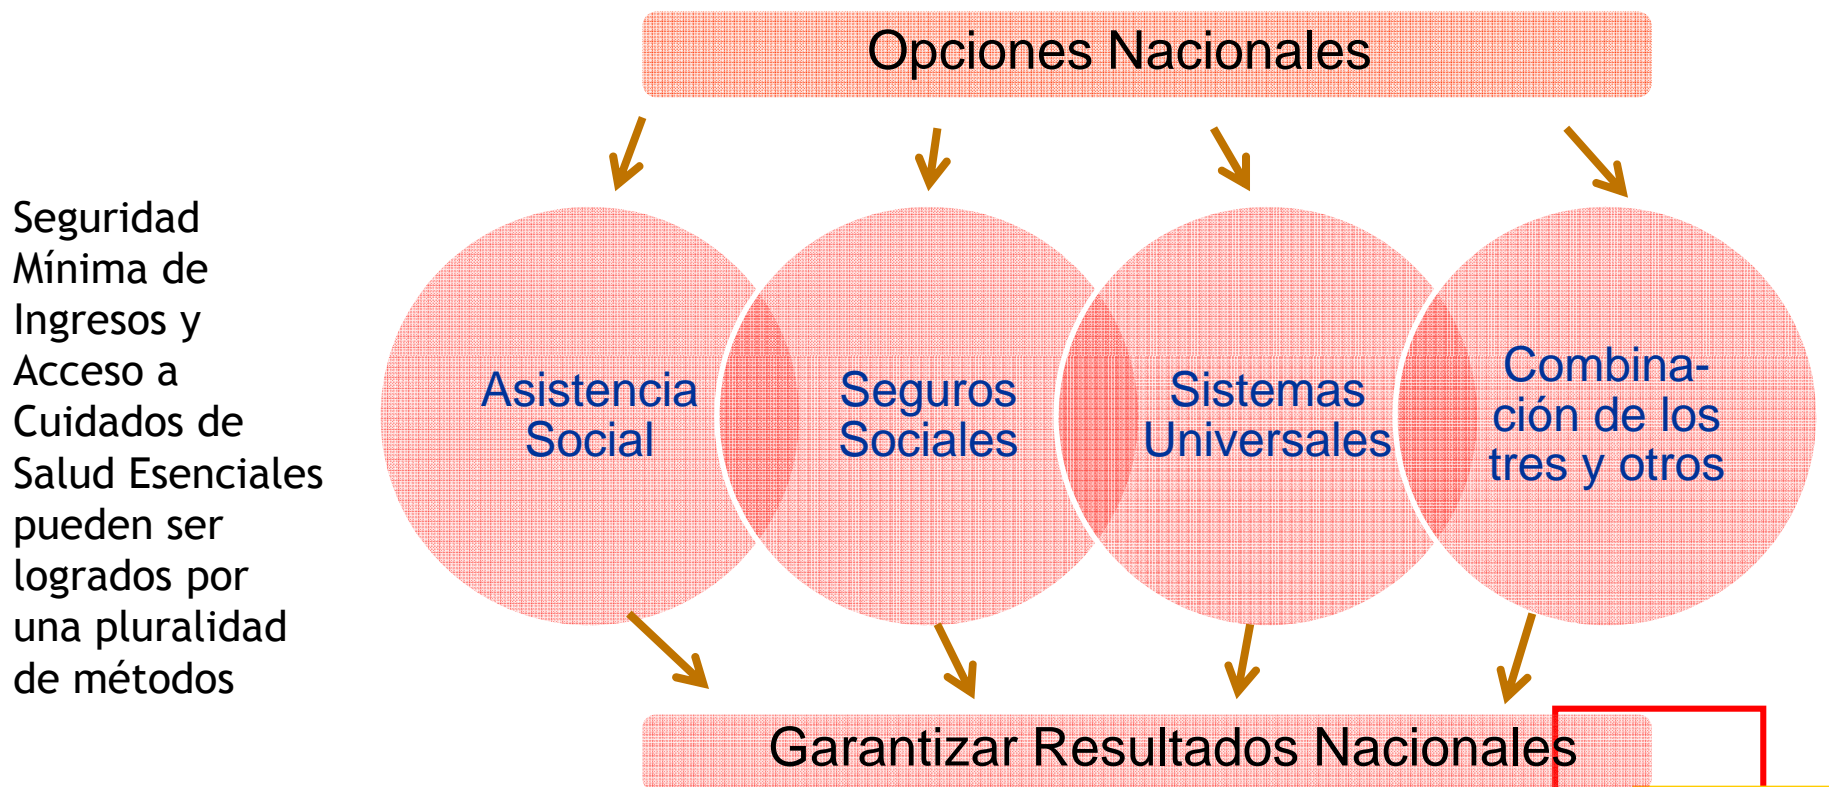 Opciones Nacionales
Seguridad
Mínima de
Ingresos y
Acceso a
Cuidados de
Salud Esenciales
pueden ser
logrados por
una pluralidad
de métodos
Asistencia
Social
Seguros
Sociales
Sistemas
Universales
Combina-
ción de los
tres y otros
Garantizar Resultados Nacionales